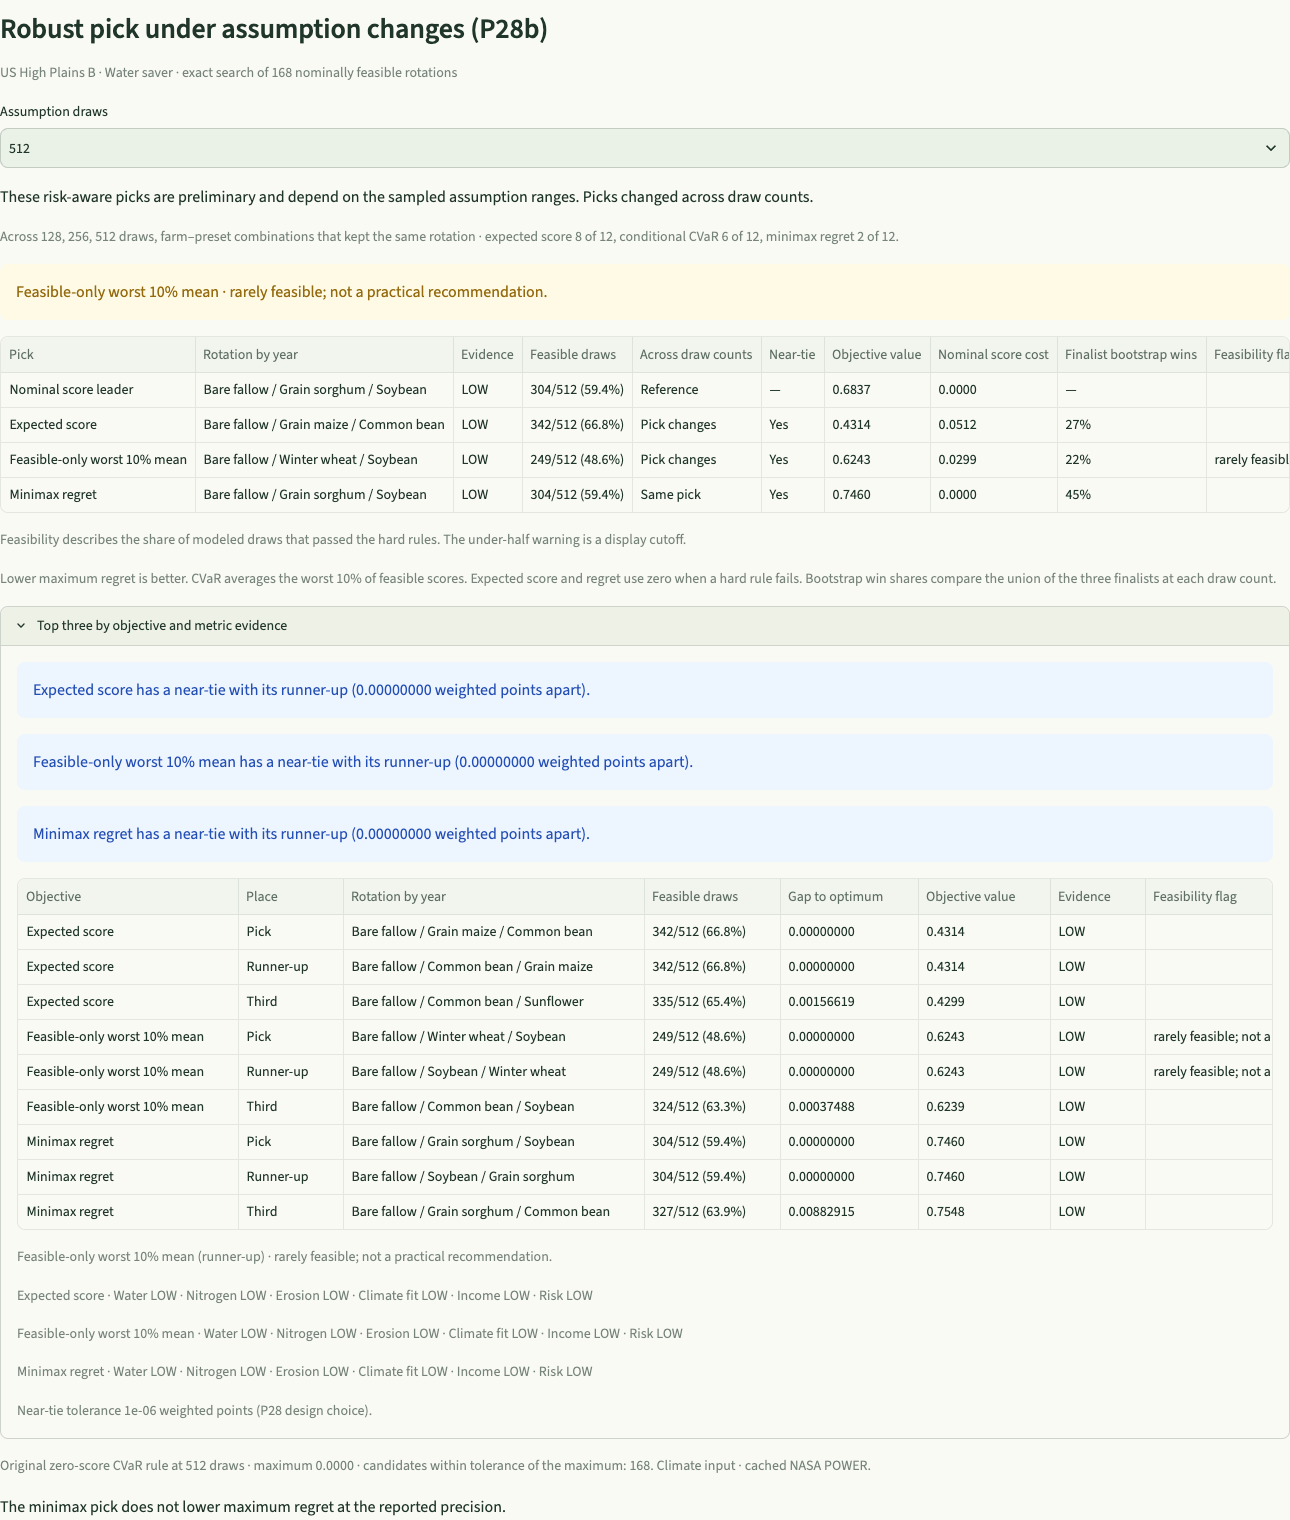 Robust pick under assumption changes (P28b)
US High Plains B · Water saver · exact search of 168 nominally feasible rotations
Assumption draws
512
These risk-aware picks are preliminary and depend on the sampled assumption ranges. Picks changed across draw counts.
Across 128, 256, 512 draws, farm–preset combinations that kept the same rotation · expected score 8 of 12, conditional CVaR 6 of 12, minimax regret 2 of 12.
Feasible-only worst 10% mean · rarely feasible; not a practical recommendation.
Pick Rotation by year Evidence Feasible draws Across draw counts Near-tie Objective value Nominal score cost Finalist bootstrap wins Feasibility fla
Nominal score leader Bare fallow / Grain sorghum / Soybean LOW 304/512 (59.4%) Reference — 0.6837 0.0000 —
Expected score Bare fallow / Grain maize / Common bean LOW 342/512 (66.8%) Pick changes Yes 0.4314 0.0512 27%
Feasible-only worst 10% mean Bare fallow / Winter wheat / Soybean LOW 249/512 (48.6%) Pick changes Yes 0.6243 0.0299 22% rarely feasibl
Minimax regret Bare fallow / Grain sorghum / Soybean LOW 304/512 (59.4%) Same pick Yes 0.7460 0.0000 45%
Feasibility describes the share of modeled draws that passed the hard rules. The under-half warning is a display cutoff.
Lower maximum regret is better. CVaR averages the worst 10% of feasible scores. Expected score and regret use zero when a hard rule fails. Bootstrap win shares compare the union of the three finalists at each draw count.
Top three by objective and metric evidence
Expected score has a near-tie with its runner-up (0.00000000 weighted points apart).
Feasible-only worst 10% mean has a near-tie with its runner-up (0.00000000 weighted points apart).
Minimax regret has a near-tie with its runner-up (0.00000000 weighted points apart).
Objective Place Rotation by year Feasible draws Gap to optimum Objective value Evidence Feasibility flag
Expected score Pick Bare fallow / Grain maize / Common bean 342/512 (66.8%) 0.00000000 0.4314 LOW
Expected score Runner-up Bare fallow / Common bean / Grain maize 342/512 (66.8%) 0.00000000 0.4314 LOW
Expected score Third Bare fallow / Common bean / Sunflower 335/512 (65.4%) 0.00156619 0.4299 LOW
Feasible-only worst 10% mean Pick Bare fallow / Winter wheat / Soybean 249/512 (48.6%) 0.00000000 0.6243 LOW rarely feasible; not a
Feasible-only worst 10% mean Runner-up Bare fallow / Soybean / Winter wheat 249/512 (48.6%) 0.00000000 0.6243 LOW rarely feasible; not a
Feasible-only worst 10% mean Third Bare fallow / Common bean / Soybean 324/512 (63.3%) 0.00037488 0.6239 LOW
Minimax regret Pick Bare fallow / Grain sorghum / Soybean 304/512 (59.4%) 0.00000000 0.7460 LOW
Minimax regret Runner-up Bare fallow / Soybean / Grain sorghum 304/512 (59.4%) 0.00000000 0.7460 LOW
Minimax regret Third Bare fallow / Grain sorghum / Common bean 327/512 (63.9%) 0.00882915 0.7548 LOW
Feasible-only worst 10% mean (runner-up) · rarely feasible; not a practical recommendation.
Expected score · Water LOW · Nitrogen LOW · Erosion LOW · Climate fit LOW · Income LOW · Risk LOW
Feasible-only worst 10% mean · Water LOW · Nitrogen LOW · Erosion LOW · Climate fit LOW · Income LOW · Risk LOW
Minimax regret · Water LOW · Nitrogen LOW · Erosion LOW · Climate fit LOW · Income LOW · Risk LOW
Near-tie tolerance 1e-06 weighted points (P28 design choice).
Original zero-score CVaR rule at 512 draws · maximum 0.0000 · candidates within tolerance of the maximum: 168. Climate input · cached NASA POWER.
The minimax pick does not lower maximum regret at the reported precision.